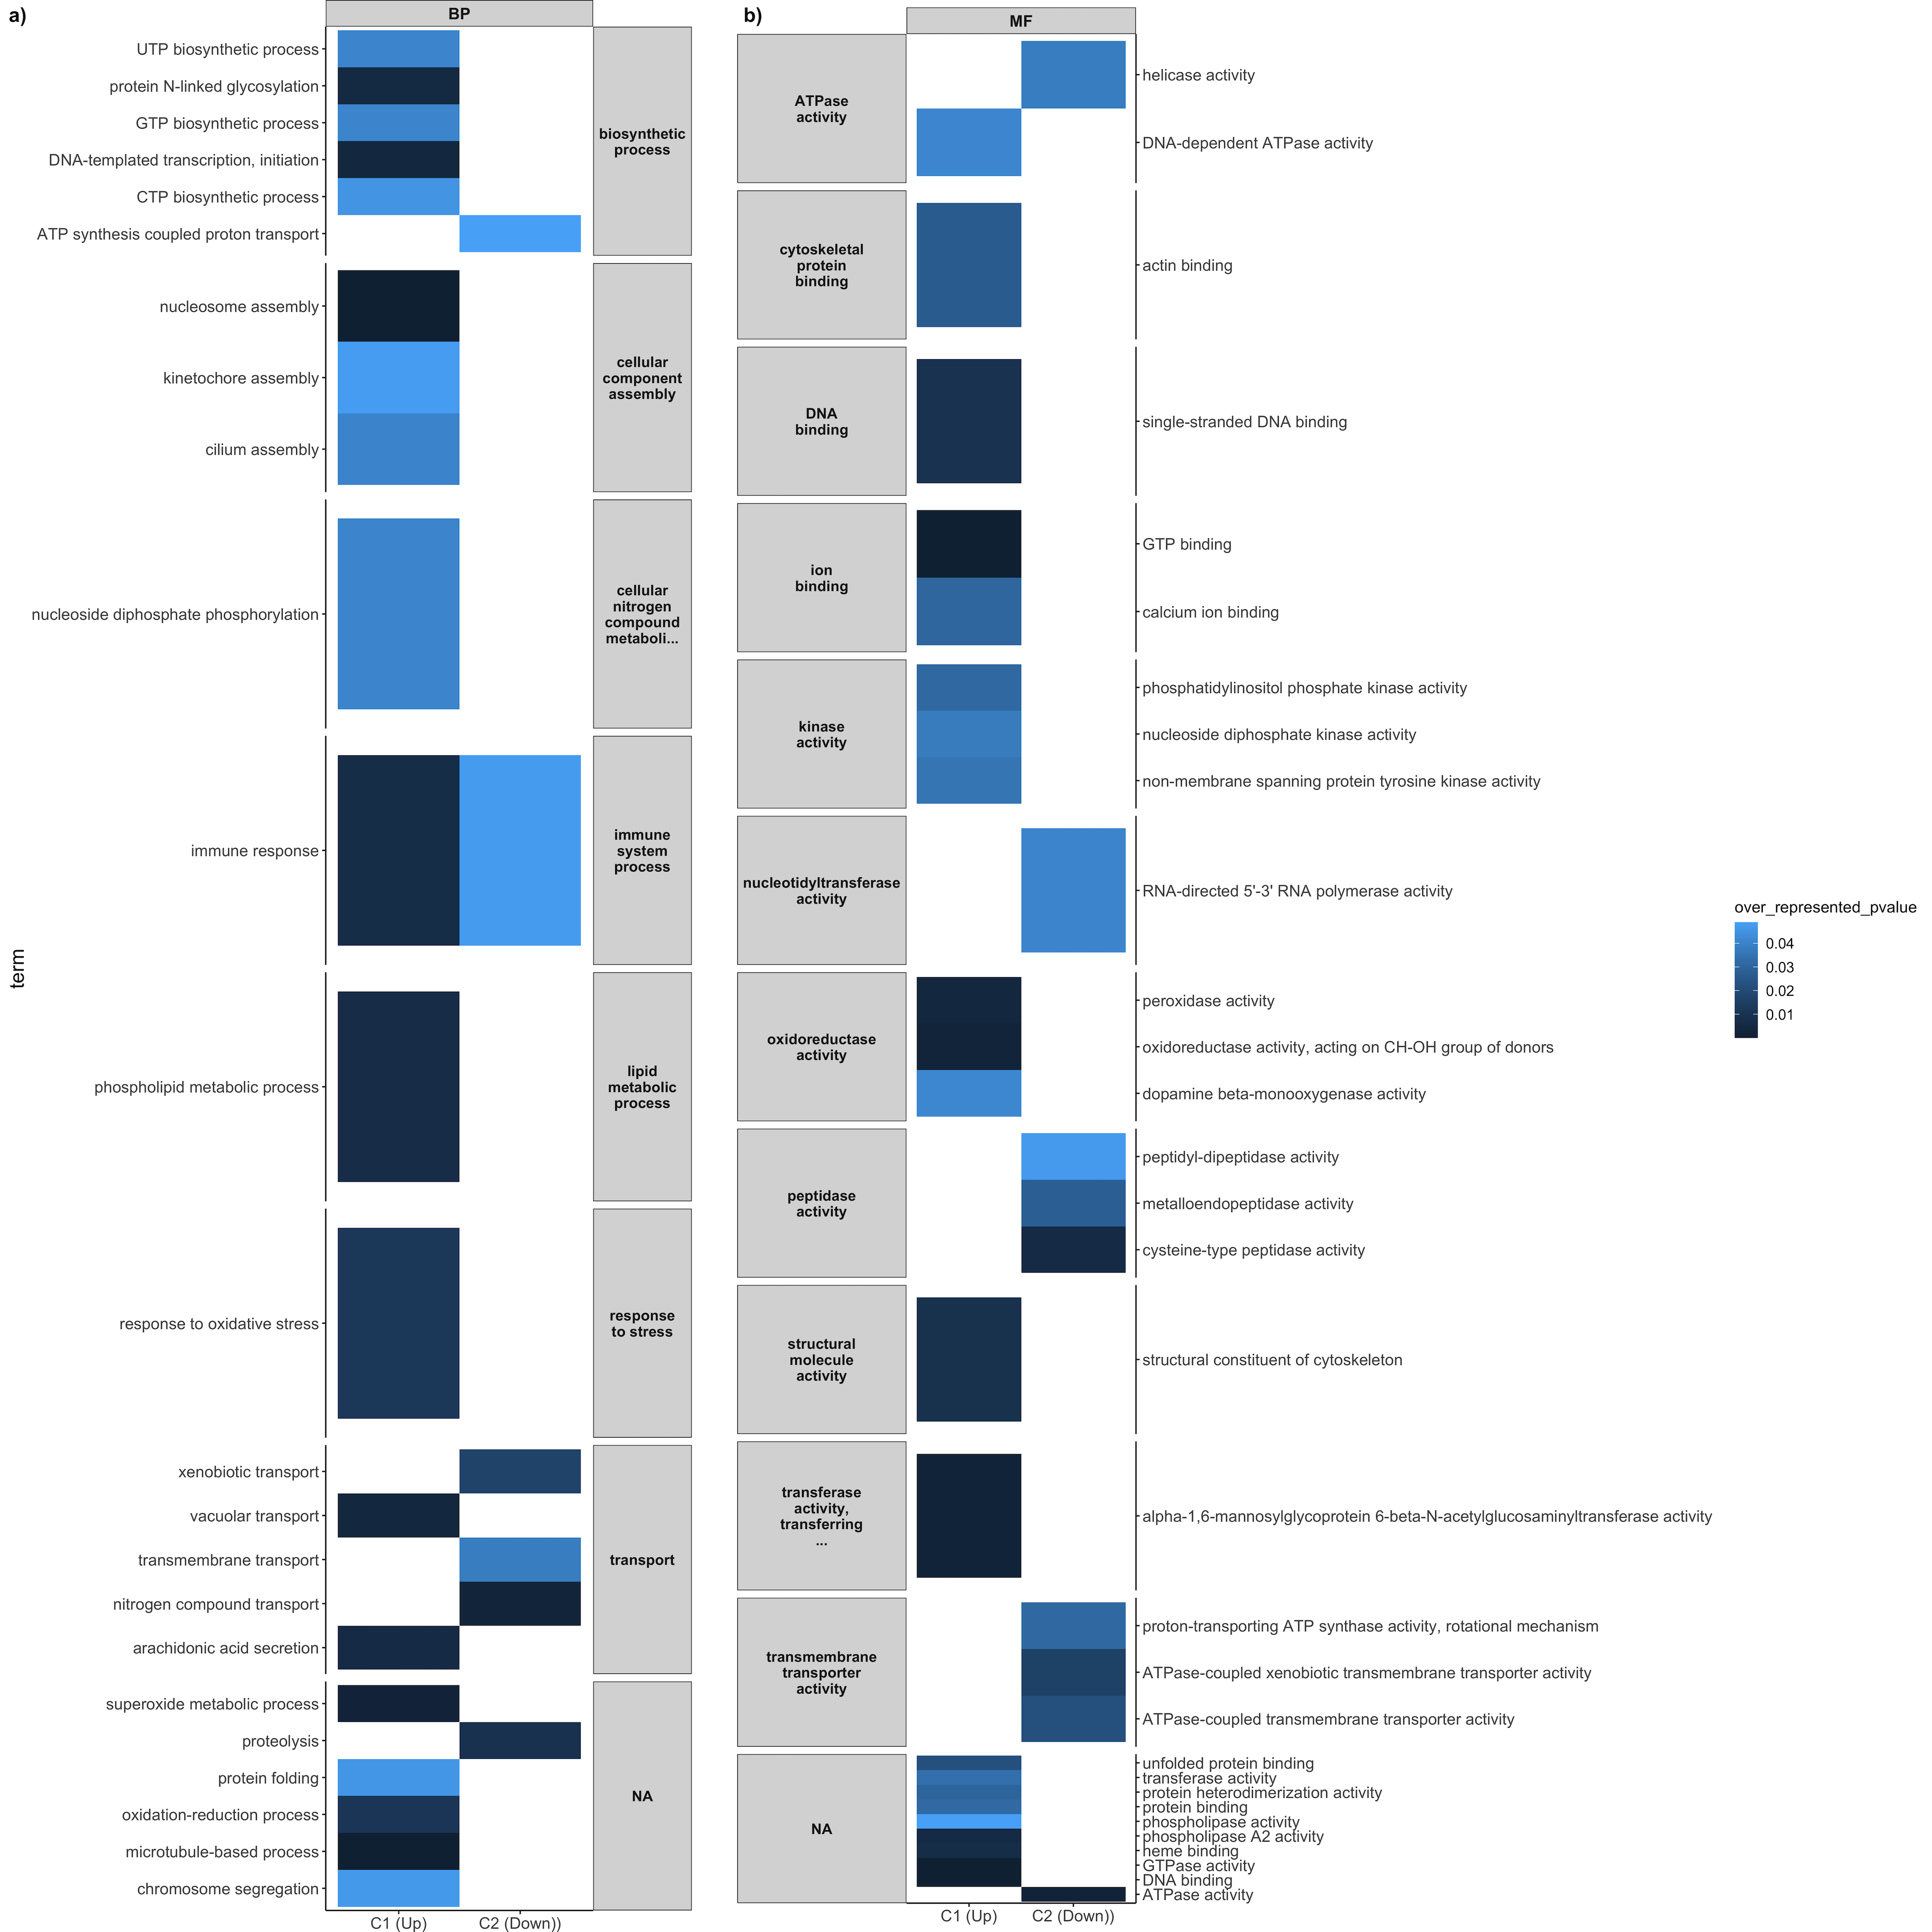 a)
BP
UTP biosynthetic process
protein N-linked glycosylation
GTP biosynthetic process
DNA-templated transcription, initiation
CTP biosynthetic process
ATP synthesis coupled proton transport
biosynthetic
process
nucleosome assembly
kinetochore assembly
cilium assembly
cellular
component
assembly
nucleoside diphosphate phosphorylation
cellular
nitrogen
compound
metaboli...
immune response
immune
system
process
phospholipid metabolic process
lipid
metabolic
process
response to oxidative stress
response
to stress
xenobiotic transport
vacuolar transport
transmembrane transport
nitrogen compound transport
arachidonic acid secretion
transport
superoxide metabolic process
proteolysis
protein folding
oxidation-reduction process
microtubule-based process
chromosome segregation
NA
C1 (Up)
C2 (Down))
term
b)
MF
ATPase
activity
helicase activity
DNA-dependent ATPase activity
cytoskeletal
protein
binding
actin binding
DNA
binding
single-stranded DNA binding
ion
binding
GTP binding
calcium ion binding
kinase
activity
phosphatidylinositol phosphate kinase activity
nucleoside diphosphate kinase activity
non-membrane spanning protein tyrosine kinase activity
nucleotidyltransferase
activity
RNA-directed 5'-3' RNA polymerase activity
oxidoreductase
activity
peroxidase activity
oxidoreductase activity, acting on CH-OH group of donors
dopamine beta-monooxygenase activity
peptidase
activity
peptidyl-dipeptidase activity
metalloendopeptidase activity
cysteine-type peptidase activity
structural
molecule
activity
structural constituent of cytoskeleton
transferase
activity,
transferring
...
alpha-1,6-mannosylglycoprotein 6-beta-N-acetylglucosaminyltransferase activity
transmembrane
transporter
activity
proton-transporting ATP synthase activity, rotational mechanism
ATPase-coupled xenobiotic transmembrane transporter activity
ATPase-coupled transmembrane transporter activity
NA
unfolded protein binding
transferase activity
protein heterodimerization activity
protein binding
phospholipase activity
phospholipase A2 activity
heme binding
GTPase activity
DNA binding
ATPase activity
C1 (Up)
C2 (Down))
over_represented_pvalue
0.04
0.03
0.02
0.01